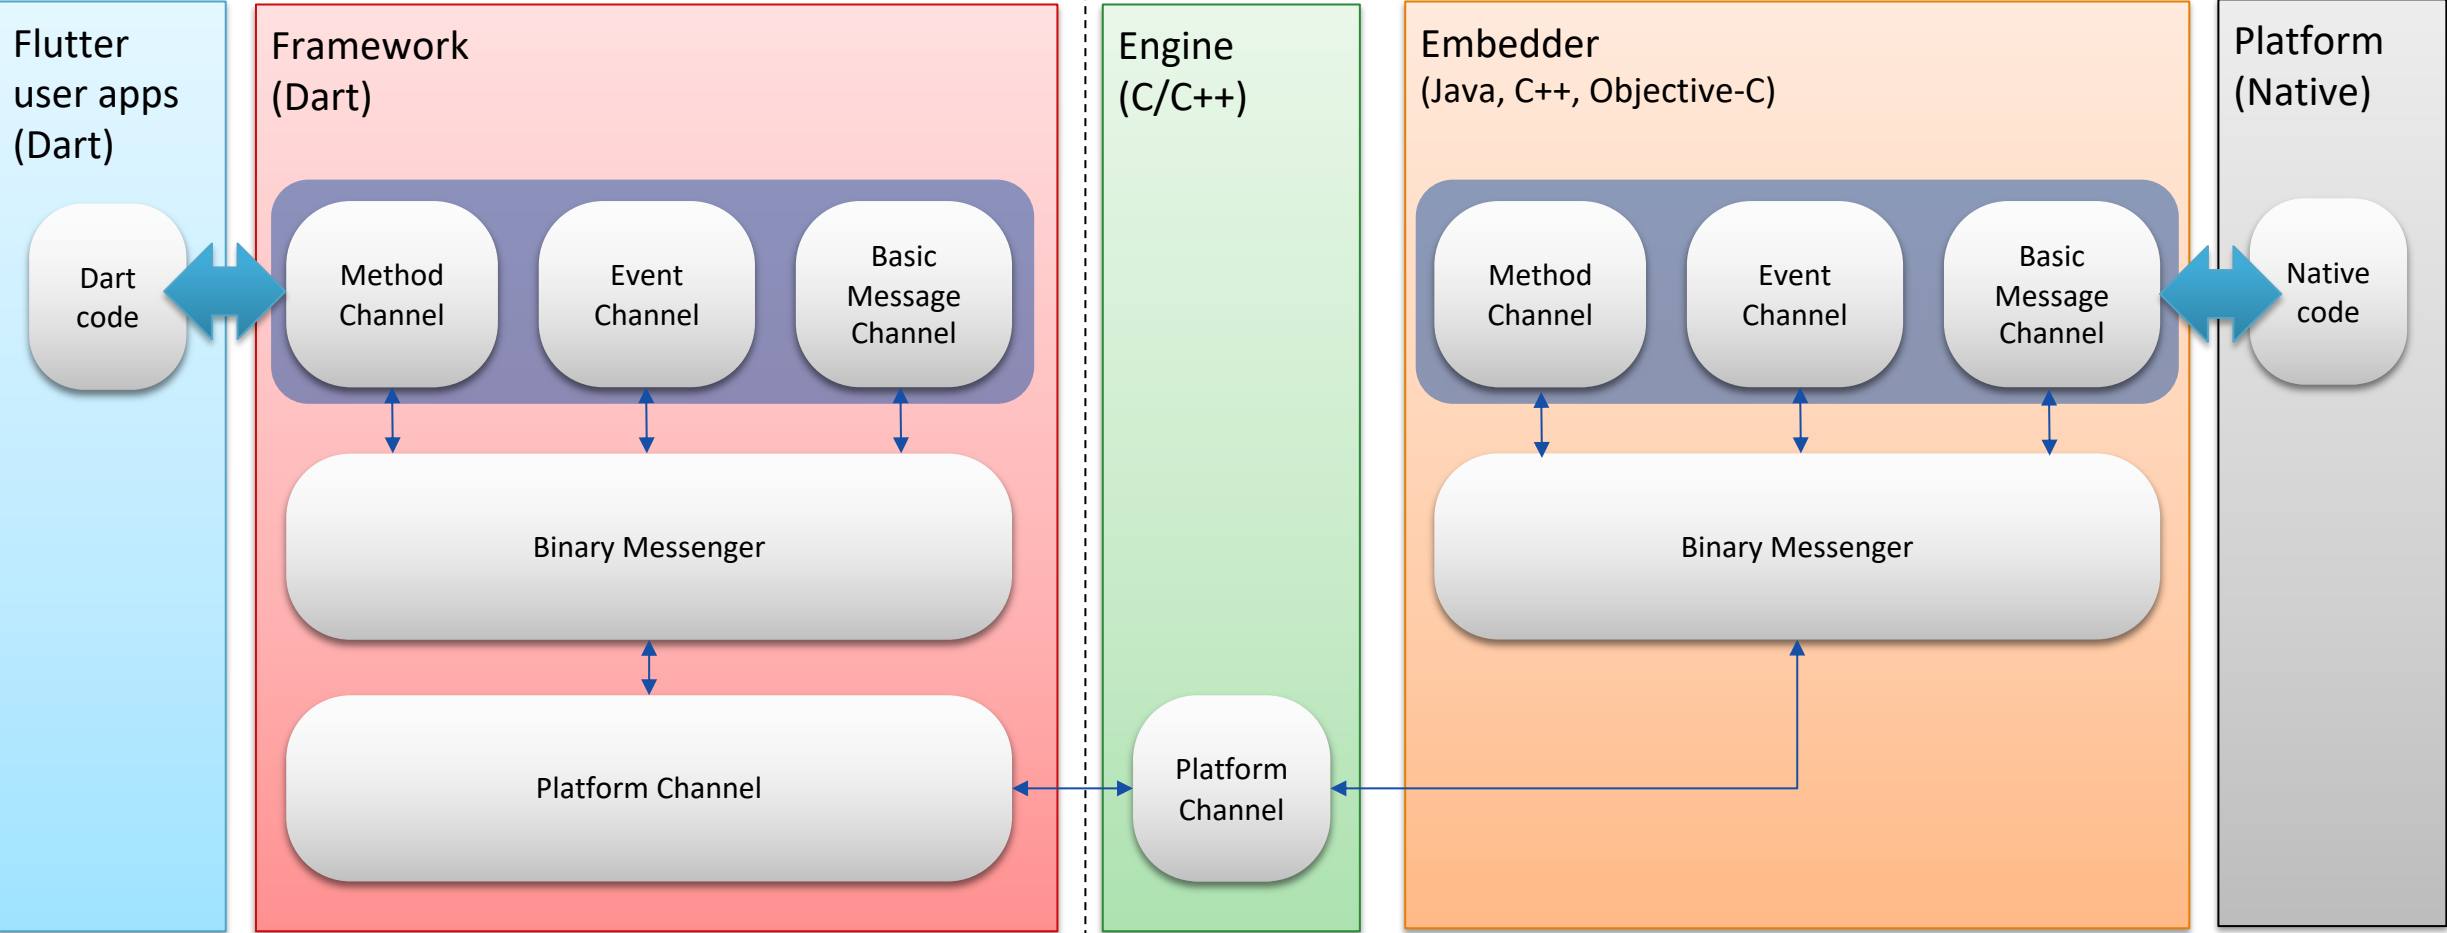 Flutter
user apps
(Dart)
Dart
code
Framework
(Dart)
Method
Channel
Event
Channel
Basic
Message
Channel
Binary Messenger
Platform Channel
Engine
(C/C++)
Platform
Channel
Embedder
(Java, C++, Objective-C)
Method
Channel
Event
Channel
Basic
Message
Channel
Binary Messenger
Platform
(Native)
Native
code